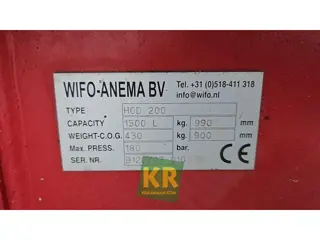 WIFO-ANEMA BV Tel. +31 (0)518-411 318
info@wifo.nl
TYPE HGD 200
CAPACITY 1500 L kg. 990 mm
WEIGHT-C.O.G. 430 kg. 900 mm
Max. PRESS. 180 bar.
SER. NR. CE
KR